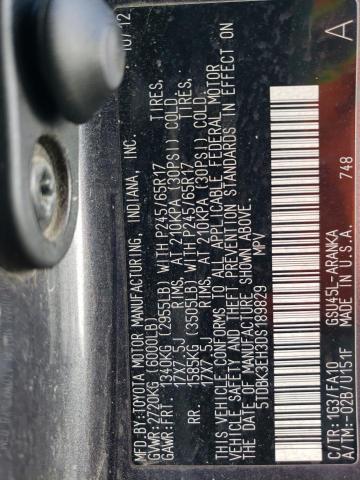 MFD.BY:TOYOTA MOTOR MANUFACTURING, INDIANA, INC. 10/12
GVWR:2720KG (6000LB)
GAWR:FRT. 1340KG (2955LB) WITH P245/65R17 TIRES,
17X7.5J RIMS, AT 210KPA (30PSI) COLD.
RR. 1585KG (3505LB) WITH P245/65R17 TIRES,
17X7.5J RIMS, AT 210KPA (30PSI) COLD.
THIS VEHICLE CONFORMS TO ALL APPLICABLE FEDERAL MOTOR
VEHICLE SAFETY AND THEFT PREVENTION STANDARDS IN EFFECT ON
THE DATE OF MANUFACTURE SHOWN ABOVE.
5TDBK3EH3DS189829 MPV
A
C/TR: 1G3/FA10 GSU45L-ARANKA 748
A/TM:-02B/U151F MADE IN U.S.A.